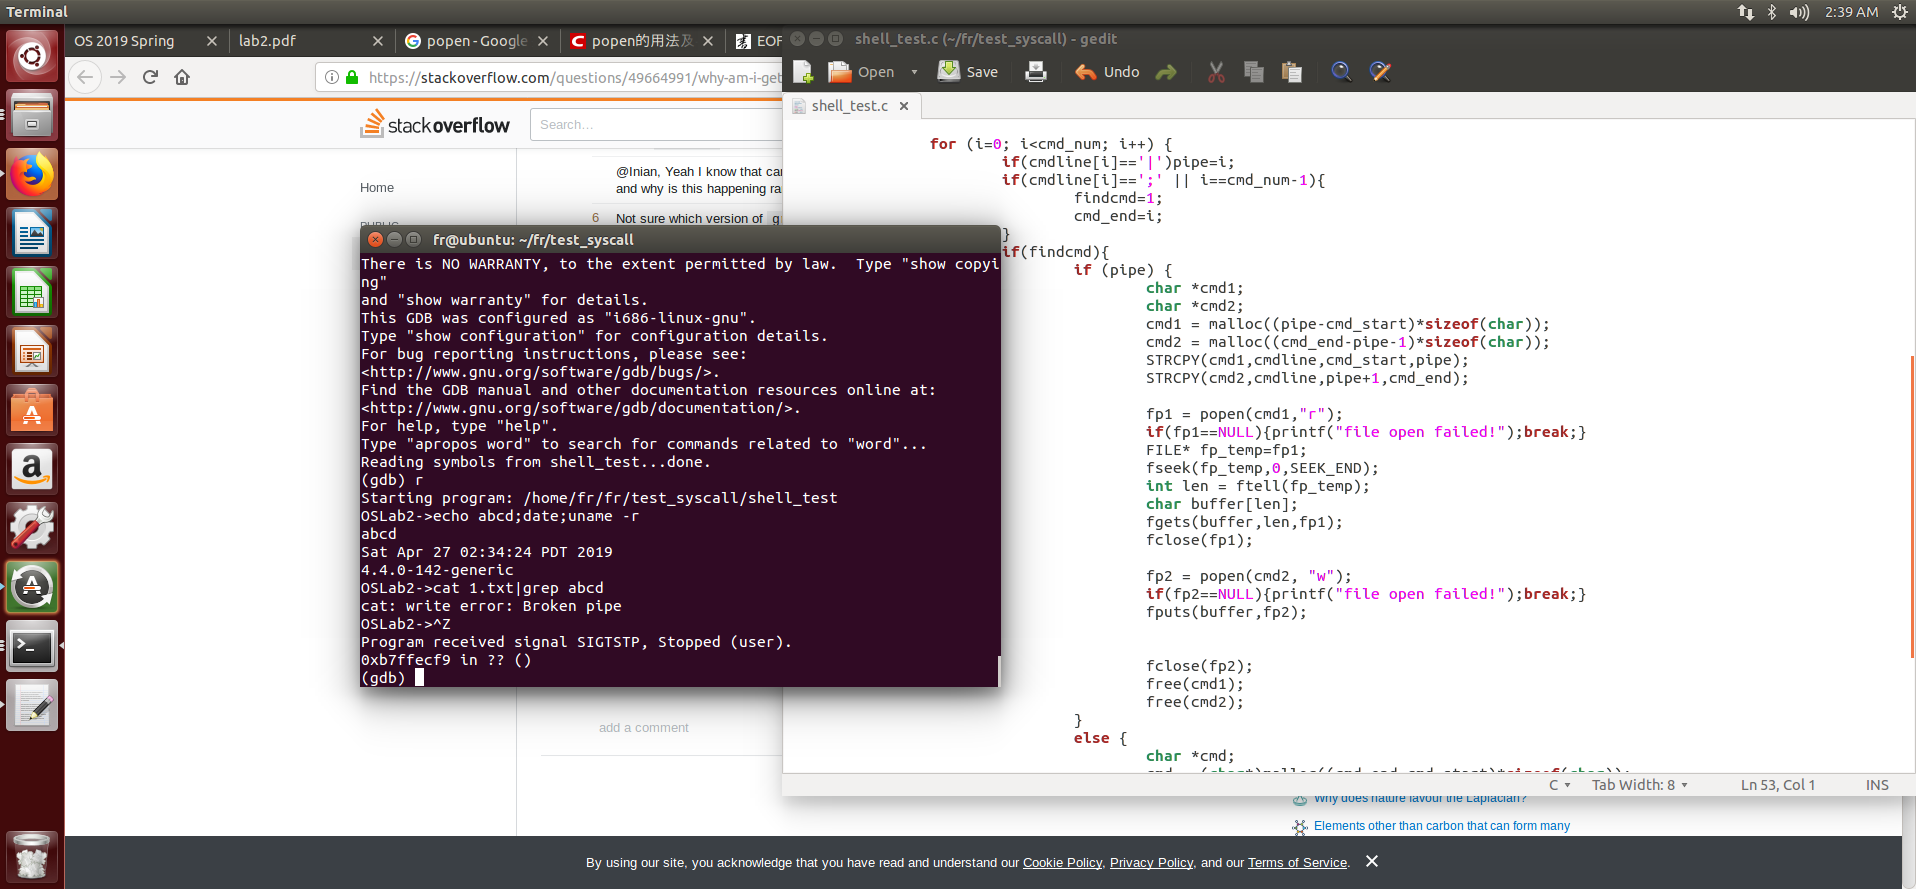 Terminal
2:39 AM
OS 2019 Spring
lab2.pdf
popen - Google
popen的用法及
EOF
https://stackoverflow.com/questions/49664991/why-am-i-get
stackoverflow
Search...
Home
PUBLIC
@Inian, Yeah I know that car
and why is this happening ra
6 Not sure which version of g
add a comment
shell_test.c (~/fr/test_syscall) - gedit
Open
Save
Undo
shell_test.c
for (i=0; i<cmd_num; i++) {
if(cmdline[i]=='|')pipe=i;
if(cmdline[i]==';' || i==cmd_num-1){
findcmd=1;
cmd_end=i;
}
if(findcmd){
if (pipe) {
char *cmd1;
char *cmd2;
cmd1 = malloc((pipe-cmd_start)*sizeof(char));
cmd2 = malloc((cmd_end-pipe-1)*sizeof(char));
STRCPY(cmd1,cmdline,cmd_start,pipe);
STRCPY(cmd2,cmdline,pipe+1,cmd_end);
fp1 = popen(cmd1,"r");
if(fp1==NULL){printf("file open failed!");break;}
FILE* fp_temp=fp1;
fseek(fp_temp,0,SEEK_END);
int len = ftell(fp_temp);
char buffer[len];
fgets(buffer,len,fp1);
fclose(fp1);
fp2 = popen(cmd2, "w");
if(fp2==NULL){printf("file open failed!");break;}
fputs(buffer,fp2);
fclose(fp2);
free(cmd1);
free(cmd2);
}
else {
char *cmd;
cmd = (char*)malloc((cmd_end-cmd_start)*sizeof(char));
C
Tab Width: 8
Ln 53, Col 1
INS
fr@ubuntu: ~/fr/test_syscall
There is NO WARRANTY, to the extent permitted by law.  Type "show copyi
ng"
and "show warranty" for details.
This GDB was configured as "i686-linux-gnu".
Type "show configuration" for configuration details.
For bug reporting instructions, please see:
<http://www.gnu.org/software/gdb/bugs/>.
Find the GDB manual and other documentation resources online at:
<http://www.gnu.org/software/gdb/documentation/>.
For help, type "help".
Type "apropos word" to search for commands related to "word"...
Reading symbols from shell_test...done.
(gdb) r
Starting program: /home/fr/fr/test_syscall/shell_test
OSLab2->echo abcd;date;uname -r
abcd
Sat Apr 27 02:34:24 PDT 2019
4.4.0-142-generic
OSLab2->cat 1.txt|grep abcd
cat: write error: Broken pipe
OSLab2->^Z
Program received signal SIGTSTP, Stopped (user).
0xb7ffecf9 in ?? ()
(gdb)
Why does nature favour the Laplacian?
Elements other than carbon that can form many
By using our site, you acknowledge that you have read and understand our Cookie Policy, Privacy Policy, and our Terms of Service.